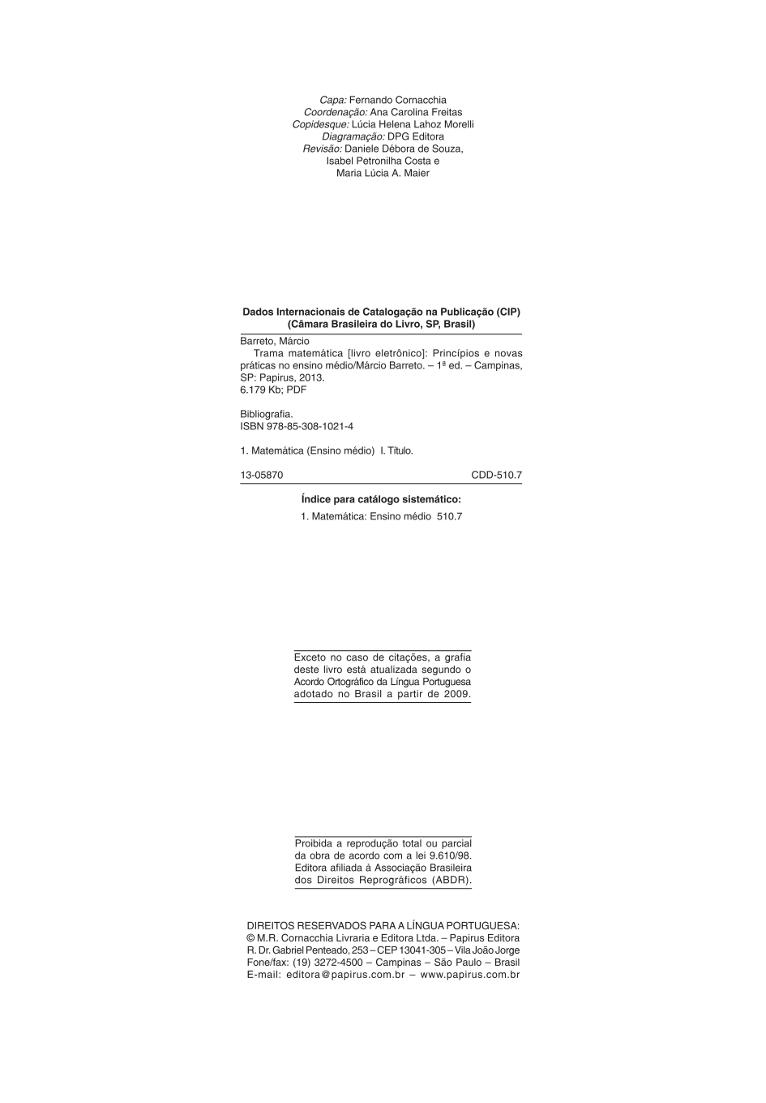 Capa: Fernando Cornacchia
Coordenação: Ana Carolina Freitas
Copidesque: Lúcia Helena Lahoz Morelli
Diagramação: DPG Editora
Revisão: Daniele Débora de Souza,
Isabel Petronilha Costa e
Maria Lúcia A. Maier
Dados Internacionais de Catalogação na Publicação (CIP)
(Câmara Brasileira do Livro, SP, Brasil)
Barreto, Márcio
Trama matemática [livro eletrônico]: Princípios e novas
práticas no ensino médio/Márcio Barreto. – 1ª ed. – Campinas,
SP: Papirus, 2013.
6.179 Kb; PDF
Bibliografia.
ISBN 978-85-308-1021-4
1. Matemática (Ensino médio) I. Título.
13-05870 CDD-510.7
Índice para catálogo sistemático:
1. Matemática: Ensino médio 510.7
Exceto no caso de citações, a grafia
deste livro está atualizada segundo o
Acordo Ortográfico da Língua Portuguesa
adotado no Brasil a partir de 2009.
Proibida a reprodução total ou parcial
da obra de acordo com a lei 9.610/98.
Editora afiliada à Associação Brasileira
dos Direitos Reprográficos (ABDR).
DIREITOS RESERVADOS PARA A LÍNGUA PORTUGUESA:
© M.R. Cornacchia Livraria e Editora Ltda. – Papirus Editora
R. Dr. Gabriel Penteado, 253 – CEP 13041-305 – Vila João Jorge
Fone/fax: (19) 3272-4500 – Campinas – São Paulo – Brasil
E-mail: editora@papirus.com.br – www.papirus.com.br